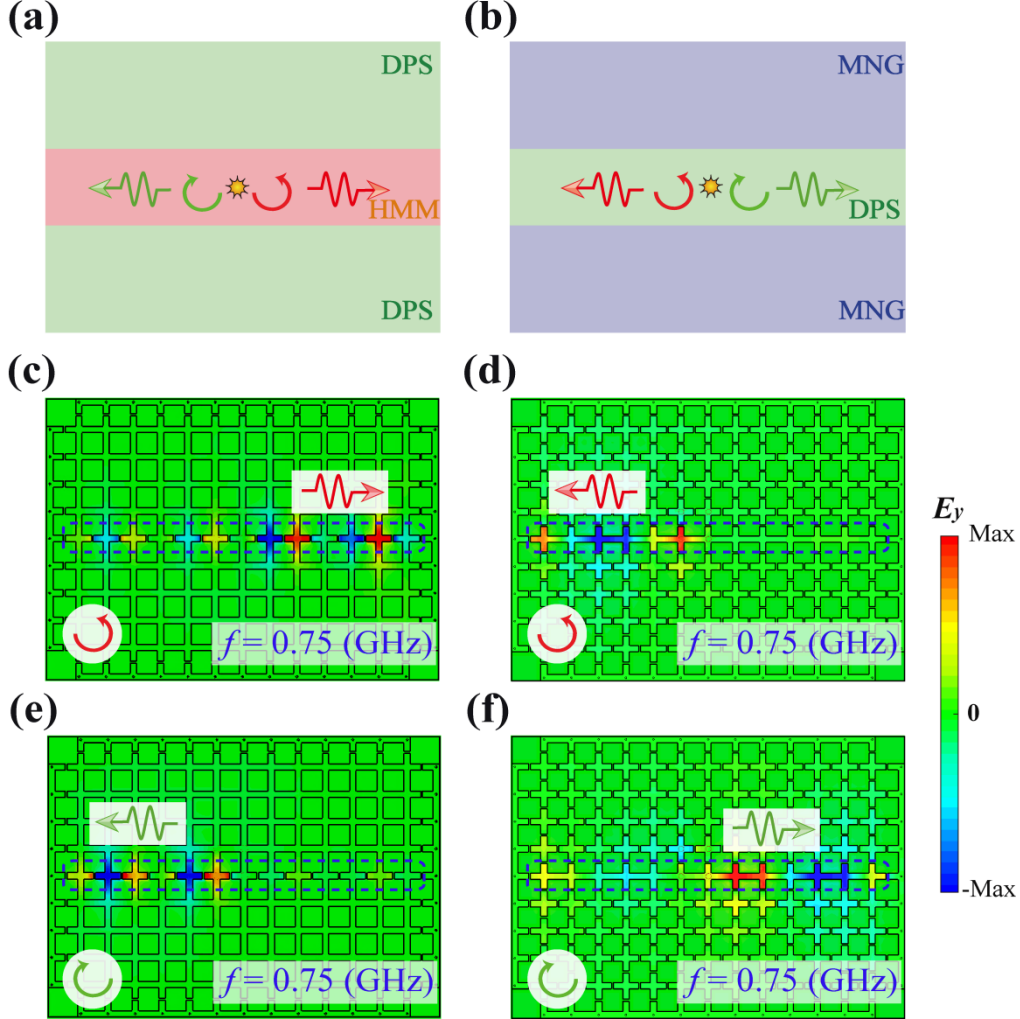 (a)
(b)
DPS
MNG
HMM
DPS
DPS
MNG
(c)
(d)
f = 0.75 (GHz)
f = 0.75 (GHz)
Ey
Max
0
-Max
(e)
(f)
f = 0.75 (GHz)
f = 0.75 (GHz)